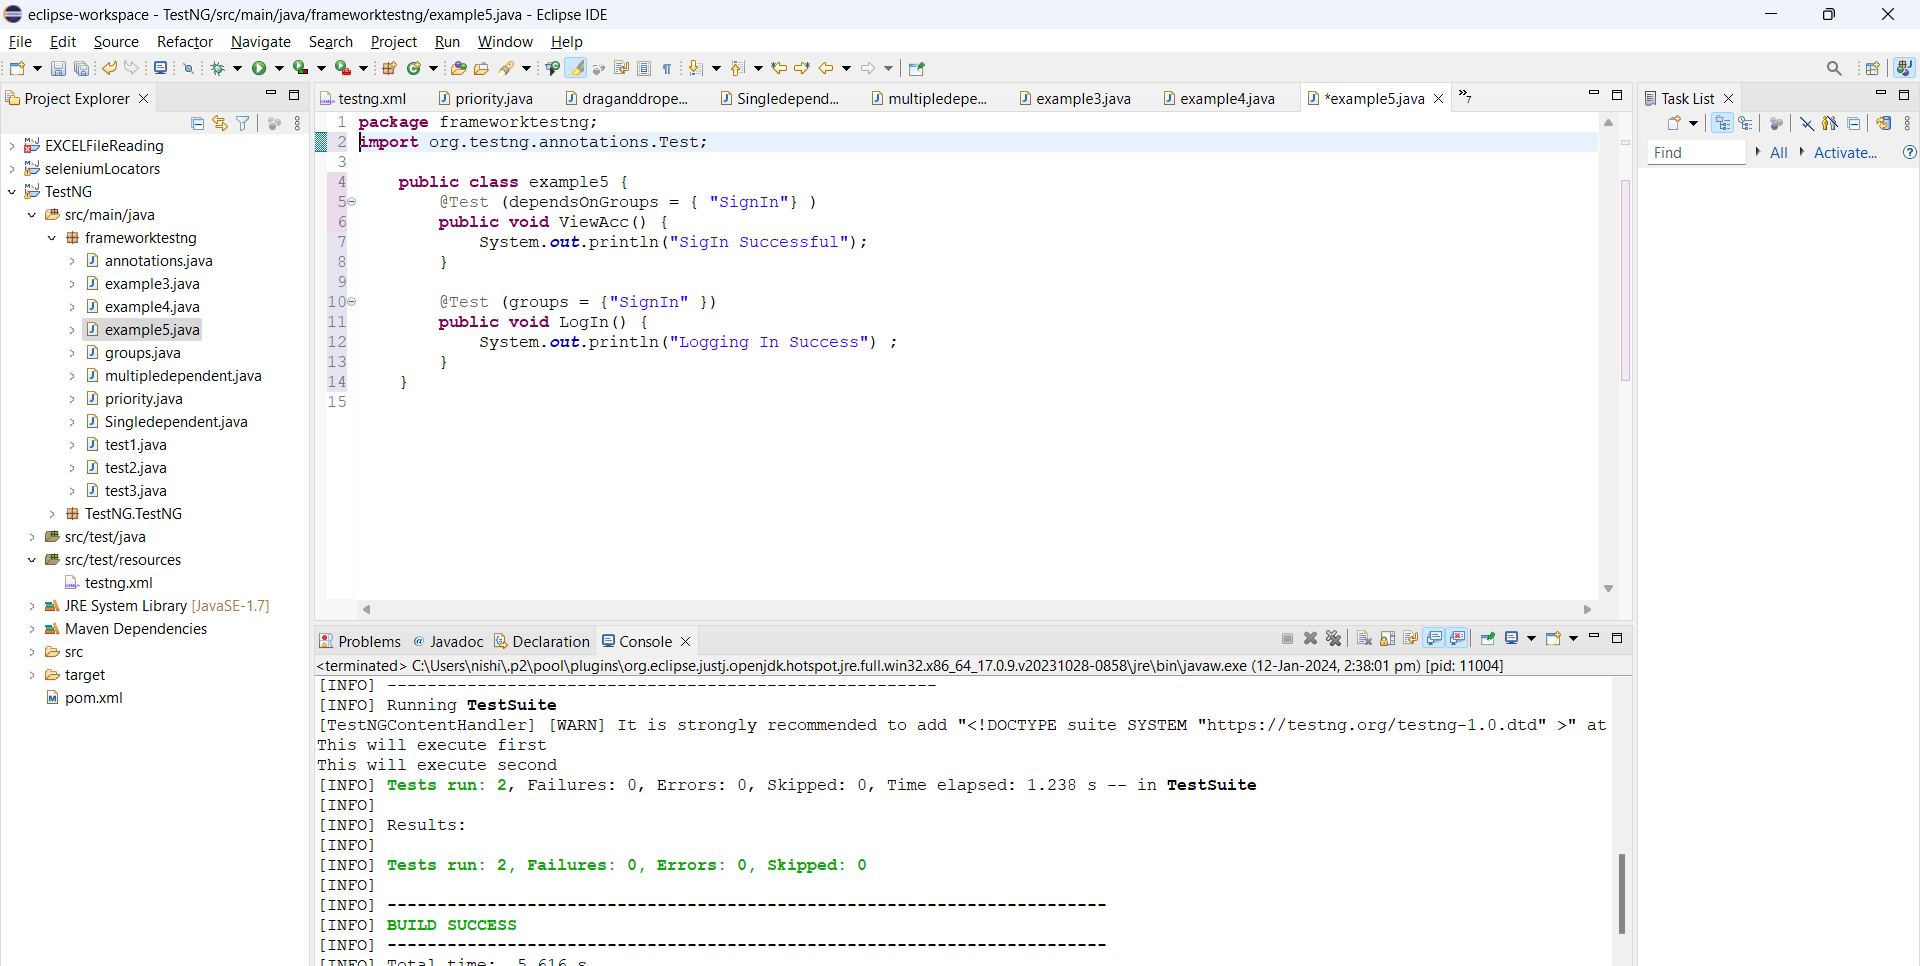 eclipse-workspace - TestNG/src/main/java/frameworktestng/example5.java - Eclipse IDE
File Edit Source Refactor Navigate Search Project Run Window Help
Project Explorer
EXCELFileReading
seleniumLocators
TestNG
src/main/java
frameworktestng
annotations.java
example3.java
example4.java
example5.java
groups.java
multipledependent.java
priority.java
Singledependent.java
test1.java
test2.java
test3.java
TestNG.TestNG
src/test/java
src/test/resources
testng.xml
JRE System Library [JavaSE-1.7]
Maven Dependencies
src
target
pom.xml
testng.xml priority.java draganddrope... Singledepend... multipledepe... example3.java example4.java *example5.java »7
1 package frameworktestng;
2 import org.testng.annotations.Test;
3
4 public class example5 {
5 @Test (dependsOnGroups = { "SignIn"} )
6 public void ViewAcc() {
7 System.out.println("SigIn Successful");
8 }
9
10 @Test (groups = {"SignIn" })
11 public void LogIn() {
12 System.out.println("Logging In Success") ;
13 }
14 }
15
Task List
Find All Activate...
Problems Javadoc Declaration Console
<terminated> C:\Users\nishi\.p2\pool\plugins\org.eclipse.justj.openjdk.hotspot.jre.full.win32.x86_64_17.0.9.v20231028-0858\jre\bin\javaw.exe (12-Jan-2024, 2:38:01 pm) [pid: 11004]
[INFO] -------------------------------------------------------
[INFO] Running TestSuite
[TestNGContentHandler] [WARN] It is strongly recommended to add "<!DOCTYPE suite SYSTEM "https://testng.org/testng-1.0.dtd" >" at
This will execute first
This will execute second
[INFO] Tests run: 2, Failures: 0, Errors: 0, Skipped: 0, Time elapsed: 1.238 s -- in TestSuite
[INFO]
[INFO] Results:
[INFO]
[INFO] Tests run: 2, Failures: 0, Errors: 0, Skipped: 0
[INFO]
[INFO] ------------------------------------------------------------------------
[INFO] BUILD SUCCESS
[INFO] ------------------------------------------------------------------------
[INFO] Total time: 5.616 s